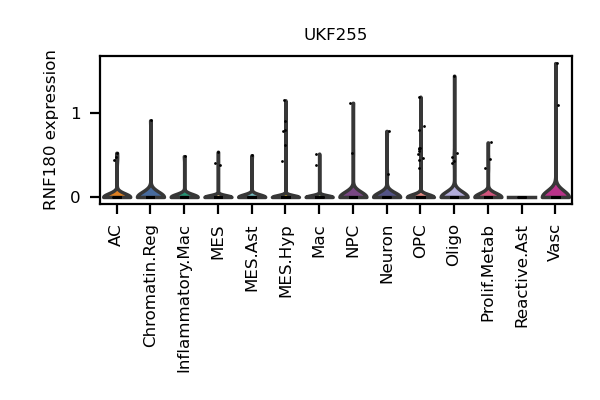 UKF255
RNF180 expression
1
0
AC
Chromatin.Reg
Inflammatory.Mac
MES
MES.Ast
MES.Hyp
Mac
NPC
Neuron
OPC
Oligo
Prolif.Metab
Reactive.Ast
Vasc